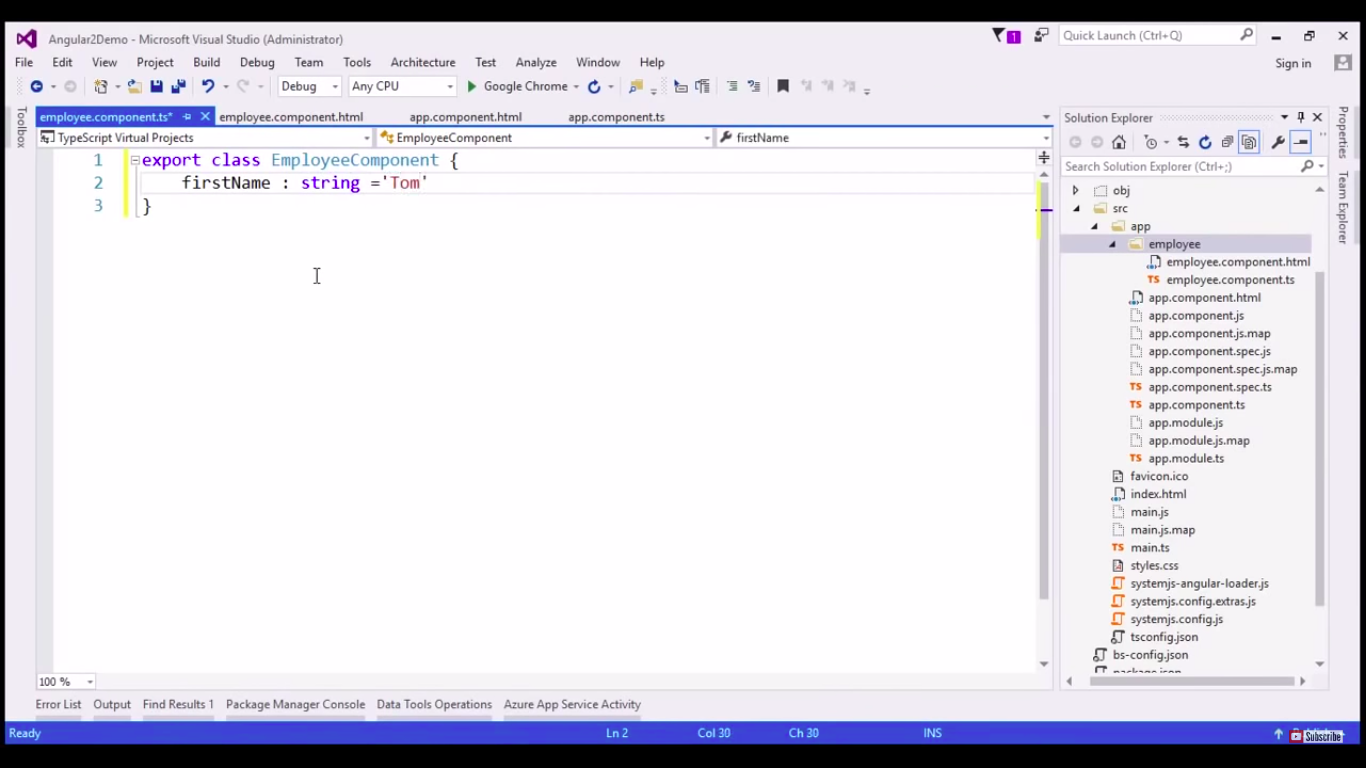 Angular2Demo - Microsoft Visual Studio (Administrator)
1
Quick Launch (Ctrl+Q)
File Edit View Project Build Debug Team Tools Architecture Test Analyze Window Help
Sign in
Debug Any CPU Google Chrome
Toolbox
employee.component.ts* employee.component.html app.component.html app.component.ts
TypeScript Virtual Projects EmployeeComponent firstName
1 export class EmployeeComponent {
2 firstName : string ='Tom'
3 }
Solution Explorer
Search Solution Explorer (Ctrl+;)
obj
src
app
employee
employee.component.html
employee.component.ts
app.component.html
app.component.js
app.component.js.map
app.component.spec.js
app.component.spec.js.map
app.component.spec.ts
app.component.ts
app.module.js
app.module.js.map
app.module.ts
favicon.ico
index.html
main.js
main.js.map
main.ts
styles.css
systemjs-angular-loader.js
systemjs.config.extras.js
systemjs.config.js
tsconfig.json
bs-config.json
package.json
Properties
Team Explorer
100 %
Error List Output Find Results 1 Package Manager Console Data Tools Operations Azure App Service Activity
Ready Ln 2 Col 30 Ch 30 INS
Subscribe